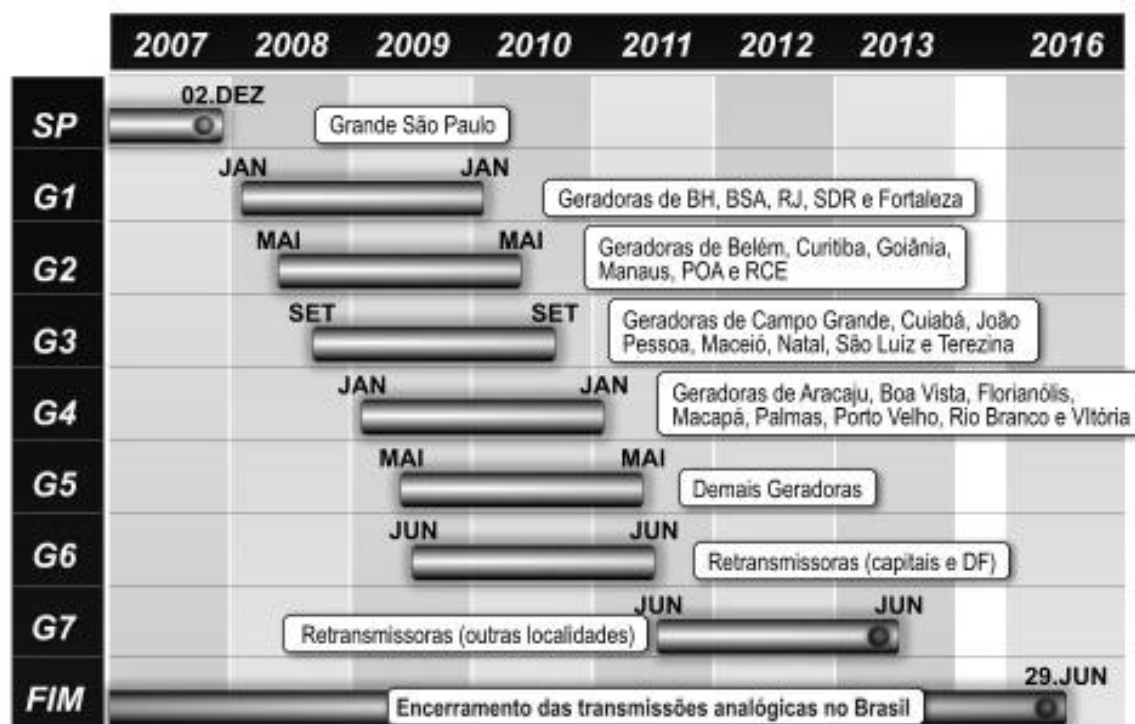 2007 2008 2009 2010 2011 2012 2013 2016
02.DEZ
SP Grande São Paulo
JAN JAN
G1 Geradoras de BH, BSA, RJ, SDR e Fortaleza
MAI MAI
G2 Geradoras de Belém, Curitiba, Goiânia,
Manaus, POA e RCE
SET SET
G3 Geradoras de Campo Grande, Cuiabá, João
Pessoa, Maceió, Natal, São Luiz e Terezina
JAN JAN
G4 Geradoras de Aracaju, Boa Vista, Florianólis,
Macapá, Palmas, Porto Velho, Rio Branco e VItória
MAI MAI
G5 Demais Geradoras
JUN JUN
G6 Retransmissoras (capitais e DF)
JUN JUN
G7 Retransmissoras (outras localidades)
29.JUN
FIM Encerramento das transmissões analógicas no Brasil